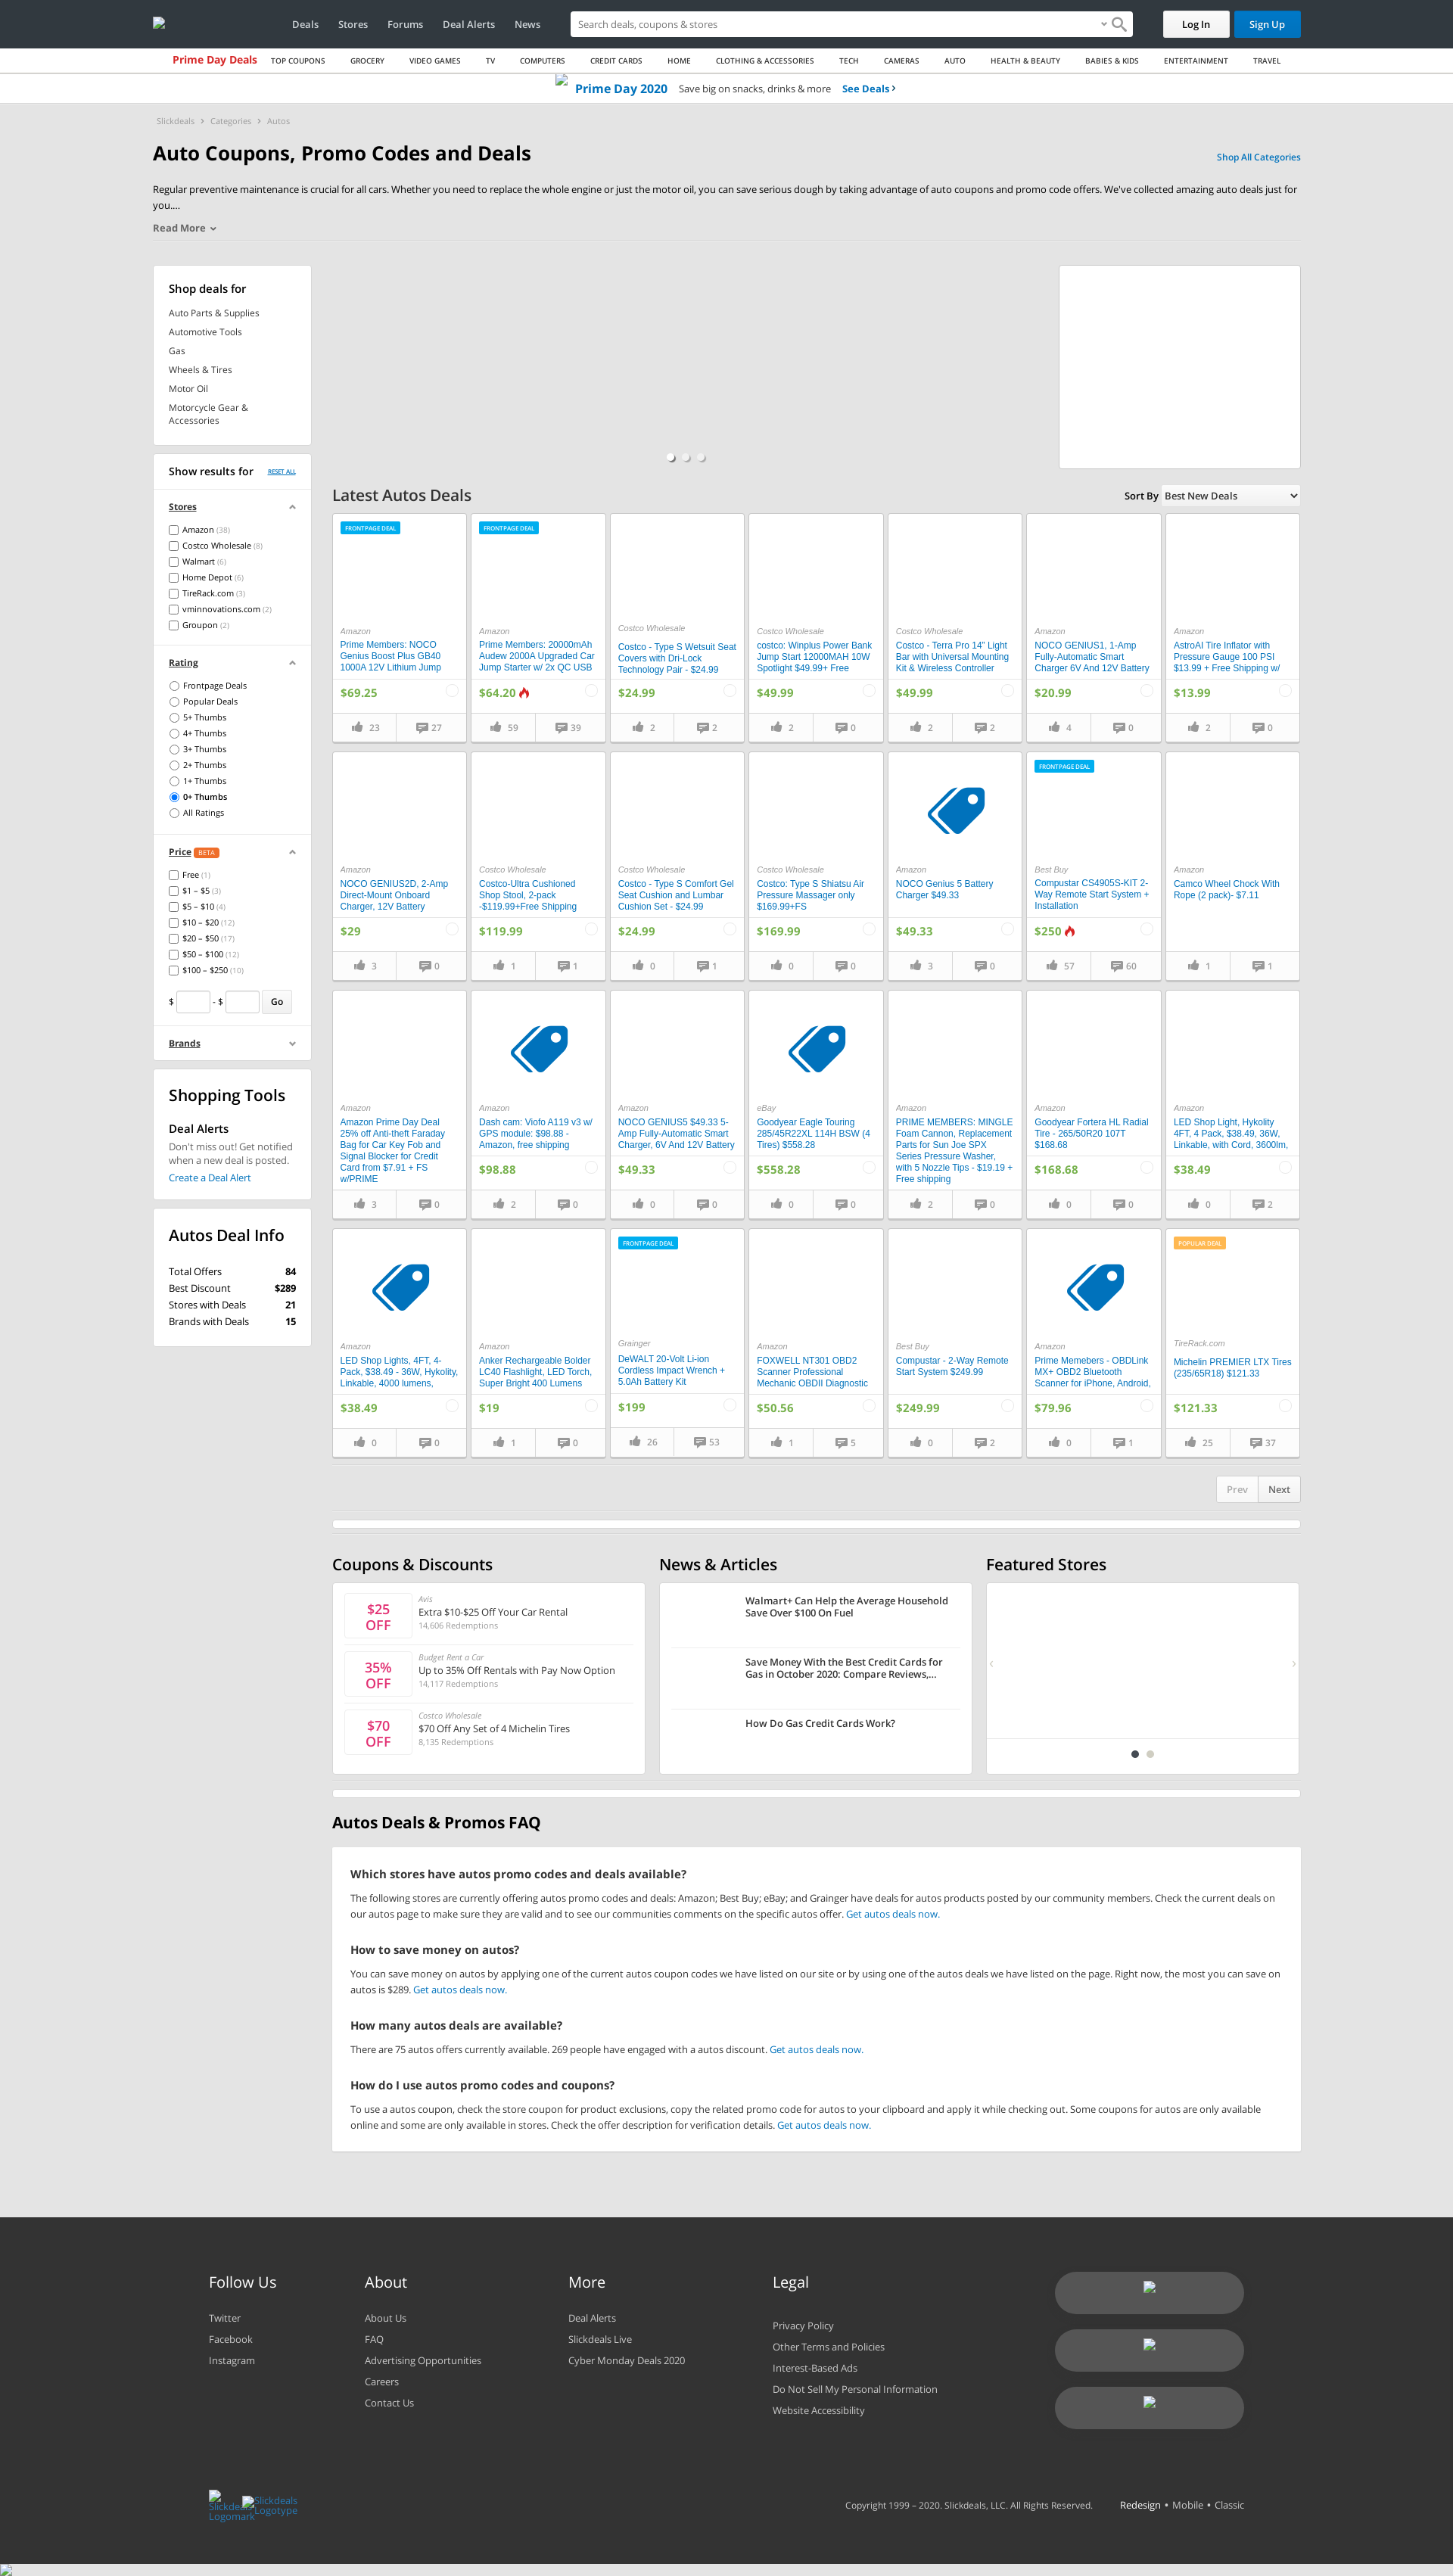 Deals Stores Forums Deal Alerts News
Search deals, coupons & stores
Log In
Sign Up
Prime Day Deals TOP COUPONS GROCERY VIDEO GAMES TV COMPUTERS CREDIT CARDS HOME CLOTHING & ACCESSORIES TECH CAMERAS AUTO HEALTH & BEAUTY BABIES & KIDS ENTERTAINMENT TRAVEL
Prime Day 2020 Save big on snacks, drinks & more See Deals
Slickdeals Categories Autos
Auto Coupons, Promo Codes and Deals
Shop All Categories
Regular preventive maintenance is crucial for all cars. Whether you need to replace the whole engine or just the motor oil, you can save serious dough by taking advantage of auto coupons and promo code offers. We've collected amazing auto deals just for
you....
Read More
Shop deals for
Auto Parts & Supplies
Automotive Tools
Gas
Wheels & Tires
Motor Oil
Motorcycle Gear &
Accessories
Show results for
RESET ALL
Stores
Amazon (38)
Costco Wholesale (8)
Walmart (6)
Home Depot (6)
TireRack.com (3)
vminnovations.com (2)
Groupon (2)
Rating
Frontpage Deals
Popular Deals
5+ Thumbs
4+ Thumbs
3+ Thumbs
2+ Thumbs
1+ Thumbs
0+ Thumbs
All Ratings
Price BETA
Free (1)
$1 – $5 (3)
$5 – $10 (4)
$10 – $20 (12)
$20 – $50 (17)
$50 – $100 (12)
$100 – $250 (10)
$ - $ Go
Brands
Shopping Tools
Deal Alerts
Don't miss out! Get notified
when a new deal is posted.
Create a Deal Alert
Autos Deal Info
Total Offers 84
Best Discount $289
Stores with Deals 21
Brands with Deals 15
Latest Autos Deals
Sort By Best New Deals
FRONTPAGE DEAL
Amazon
Prime Members: NOCO
Genius Boost Plus GB40
1000A 12V Lithium Jump
$69.25
23 27
FRONTPAGE DEAL
Amazon
Prime Members: 20000mAh
Audew 2000A Upgraded Car
Jump Starter w/ 2x QC USB
$64.20
59 39
Costco Wholesale
Costco - Type S Wetsuit Seat
Covers with Dri-Lock
Technology Pair - $24.99
$24.99
2 2
Costco Wholesale
costco: Winplus Power Bank
Jump Start 12000MAH 10W
Spotlight $49.99+ Free
$49.99
2 0
Costco Wholesale
Costco - Terra Pro 14" Light
Bar with Universal Mounting
Kit & Wireless Controller
$49.99
2 2
Amazon
NOCO GENIUS1, 1-Amp
Fully-Automatic Smart
Charger 6V And 12V Battery
$20.99
4 0
Amazon
AstroAI Tire Inflator with
Pressure Gauge 100 PSI
$13.99 + Free Shipping w/
$13.99
2 0
Amazon
NOCO GENIUS2D, 2-Amp
Direct-Mount Onboard
Charger, 12V Battery
$29
3 0
Costco Wholesale
Costco-Ultra Cushioned
Shop Stool, 2-pack
-$119.99+Free Shipping
$119.99
1 1
Costco Wholesale
Costco - Type S Comfort Gel
Seat Cushion and Lumbar
Cushion Set - $24.99
$24.99
0 1
Costco Wholesale
Costco: Type S Shiatsu Air
Pressure Massager only
$169.99+FS
$169.99
0 0
Amazon
NOCO Genius 5 Battery
Charger $49.33
$49.33
3 0
FRONTPAGE DEAL
Best Buy
Compustar CS4905S-KIT 2-
Way Remote Start System +
Installation
$250
57 60
Amazon
Camco Wheel Chock With
Rope (2 pack)- $7.11
1 1
Amazon
Amazon Prime Day Deal
25% off Anti-theft Faraday
Bag for Car Key Fob and
Signal Blocker for Credit
Card from $7.91 + FS
w/PRIME
3 0
Amazon
Dash cam: Viofo A119 v3 w/
GPS module: $98.88 -
Amazon, free shipping
$98.88
2 0
Amazon
NOCO GENIUS5 $49.33 5-
Amp Fully-Automatic Smart
Charger, 6V And 12V Battery
$49.33
0 0
eBay
Goodyear Eagle Touring
285/45R22XL 114H BSW (4
Tires) $558.28
$558.28
0 0
Amazon
PRIME MEMBERS: MINGLE
Foam Cannon, Replacement
Parts for Sun Joe SPX
Series Pressure Washer,
with 5 Nozzle Tips - $19.19 +
Free shipping
2 0
Amazon
Goodyear Fortera HL Radial
Tire - 265/50R20 107T
$168.68
$168.68
0 0
Amazon
LED Shop Light, Hykolity
4FT, 4 Pack, $38.49, 36W,
Linkable, with Cord, 3600lm,
$38.49
0 2
Amazon
LED Shop Lights, 4FT, 4-
Pack, $38.49 - 36W, Hykolity,
Linkable, 4000 lumens,
$38.49
0 0
Amazon
Anker Rechargeable Bolder
LC40 Flashlight, LED Torch,
Super Bright 400 Lumens
$19
1 0
FRONTPAGE DEAL
Grainger
DeWALT 20-Volt Li-ion
Cordless Impact Wrench +
5.0Ah Battery Kit
$199
26 53
Amazon
FOXWELL NT301 OBD2
Scanner Professional
Mechanic OBDII Diagnostic
$50.56
1 5
Best Buy
Compustar - 2-Way Remote
Start System $249.99
$249.99
0 2
Amazon
Prime Memebers - OBDLink
MX+ OBD2 Bluetooth
Scanner for iPhone, Android,
$79.96
0 1
POPULAR DEAL
TireRack.com
Michelin PREMIER LTX Tires
(235/65R18) $121.33
$121.33
25 37
Prev Next
Coupons & Discounts
$25
OFF
Avis
Extra $10-$25 Off Your Car Rental
14,606 Redemptions
35%
OFF
Budget Rent a Car
Up to 35% Off Rentals with Pay Now Option
14,117 Redemptions
$70
OFF
Costco Wholesale
$70 Off Any Set of 4 Michelin Tires
8,135 Redemptions
News & Articles
Walmart+ Can Help the Average Household
Save Over $100 On Fuel
Save Money With the Best Credit Cards for
Gas in October 2020: Compare Reviews,...
How Do Gas Credit Cards Work?
Featured Stores
Autos Deals & Promos FAQ
Which stores have autos promo codes and deals available?
The following stores are currently offering autos promo codes and deals: Amazon; Best Buy; eBay; and Grainger have deals for autos products posted by our community members. Check the current deals on
our autos page to make sure they are valid and to see our communities comments on the specific autos offer. Get autos deals now.
How to save money on autos?
You can save money on autos by applying one of the current autos coupon codes we have listed on our site or by using one of the autos deals we have listed on the page. Right now, the most you can save on
autos is $289. Get autos deals now.
How many autos deals are available?
There are 75 autos offers currently available. 269 people have engaged with a autos discount. Get autos deals now.
How do I use autos promo codes and coupons?
To use a autos coupon, check the store coupon for product exclusions, copy the related promo code for autos to your clipboard and apply it while checking out. Some coupons for autos are only available
online and some are only available in stores. Check the offer description for verification details. Get autos deals now.
Follow Us
Twitter
Facebook
Instagram
About
About Us
FAQ
Advertising Opportunities
Careers
Contact Us
More
Deal Alerts
Slickdeals Live
Cyber Monday Deals 2020
Legal
Privacy Policy
Other Terms and Policies
Interest-Based Ads
Do Not Sell My Personal Information
Website Accessibility
Slickdeals
Logomark
Slickdeals
Logotype
Copyright 1999 – 2020. Slickdeals, LLC. All Rights Reserved.
Redesign • Mobile • Classic